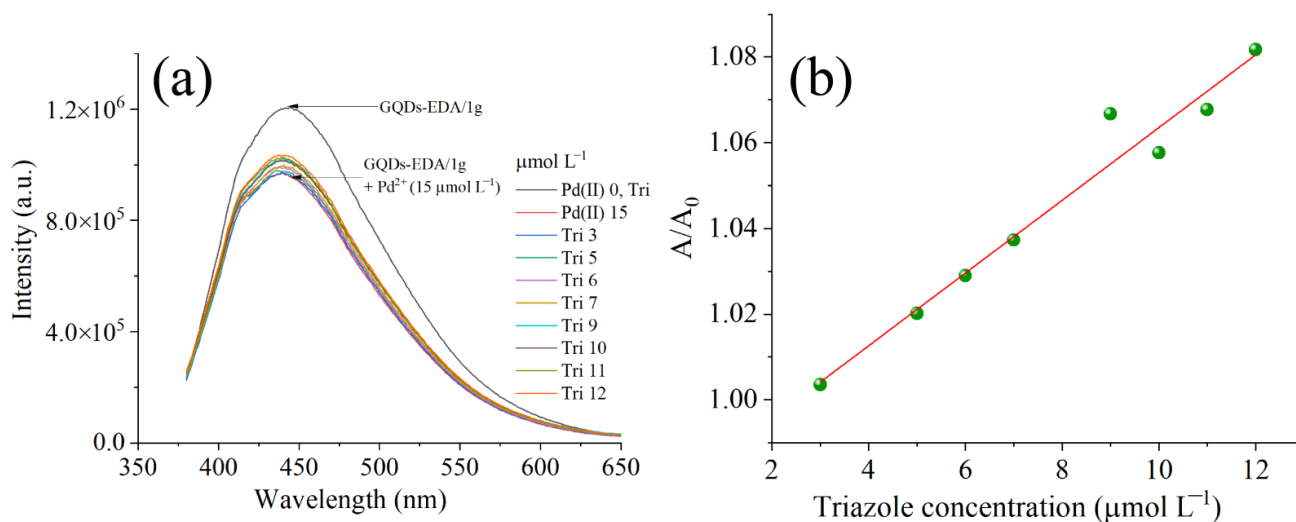 (a)
GQDs-EDA/1g
GQDs-EDA/1g
+ Pd²⁺ (15 μmol L⁻¹)
μmol L⁻¹
Pd(II) 0, Tri
Pd(II) 15
Tri 3
Tri 5
Tri 6
Tri 7
Tri 9
Tri 10
Tri 11
Tri 12
Intensity (a.u.)
1.2×10⁶
8.0×10⁵
4.0×10⁵
0.0
350 400 450 500 550 600 650
Wavelength (nm)
(b)
A/A₀
1.08
1.06
1.04
1.02
1.00
2 4 6 8 10 12
Triazole concentration (μmol L⁻¹)